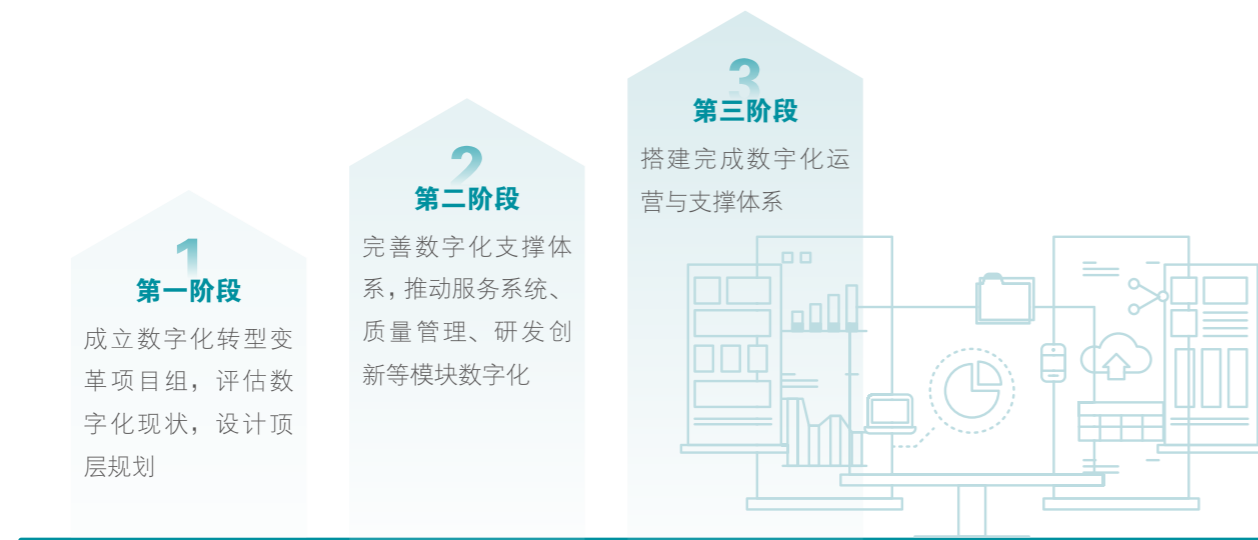 1
第一阶段
成立数字化转型变
革项目组，评估数
字化现状，设计顶
层规划
2
第二阶段
完善数字化支撑体
系，推动服务系统、
质量管理、研发创
新等模块数字化
3
第三阶段
搭建完成数字化运
营与支撑体系